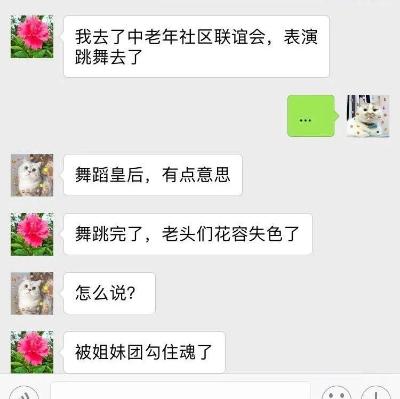 我去了中老年社区联谊会，表演
跳舞去了
...
舞蹈皇后，有点意思
舞跳完了，老头们花容失色了
怎么说？
被姐妹团勾住魂了